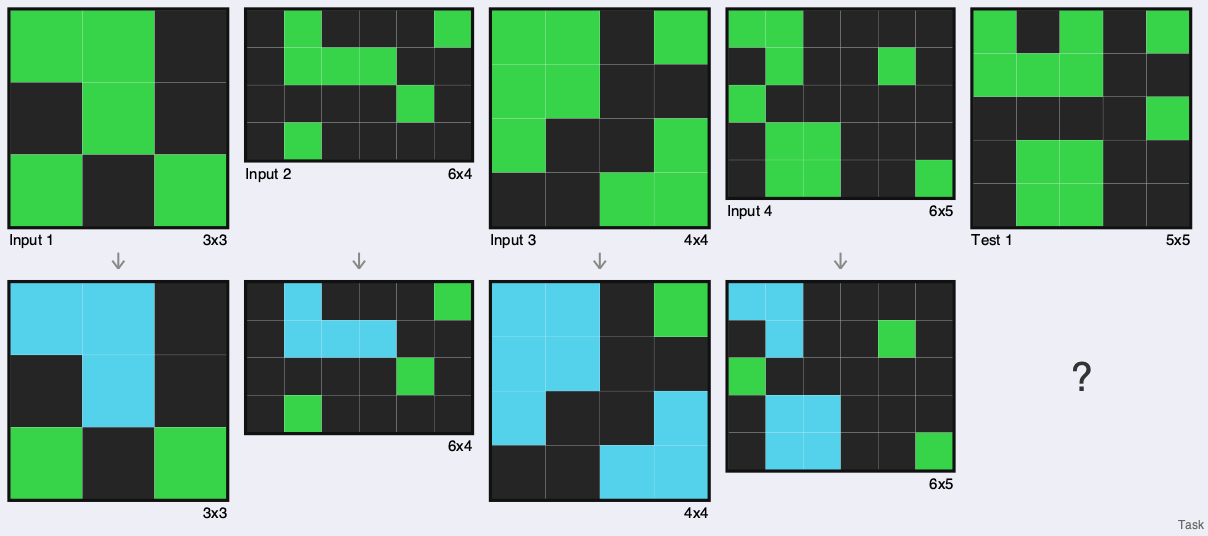 Input 1 3x3
Input 2 6x4
Input 3 4x4
Input 4 6x5
Test 1 5x5
3x3
6x4
4x4
6x5
?
Task